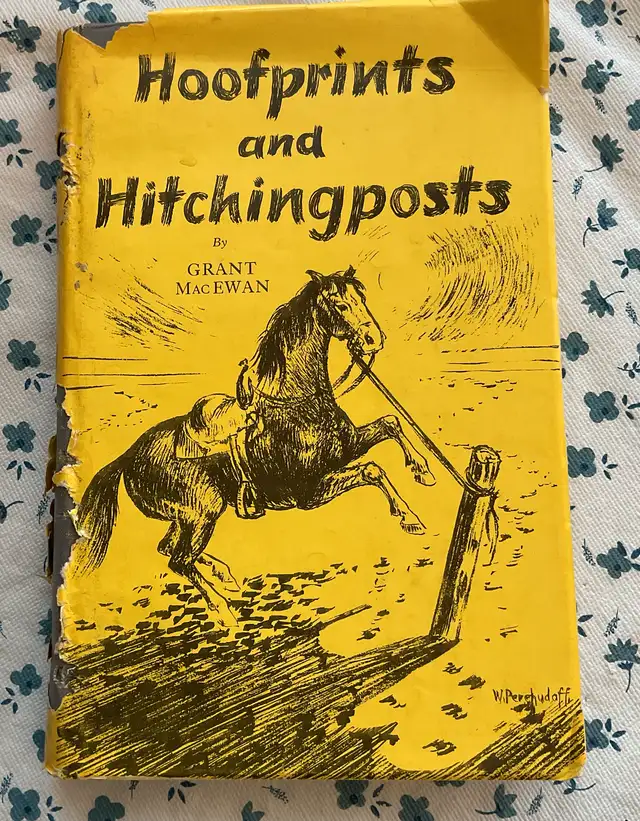 Hoofprints
and
Hitchingposts
By
GRANT
MACEWAN
W. Perehudoff